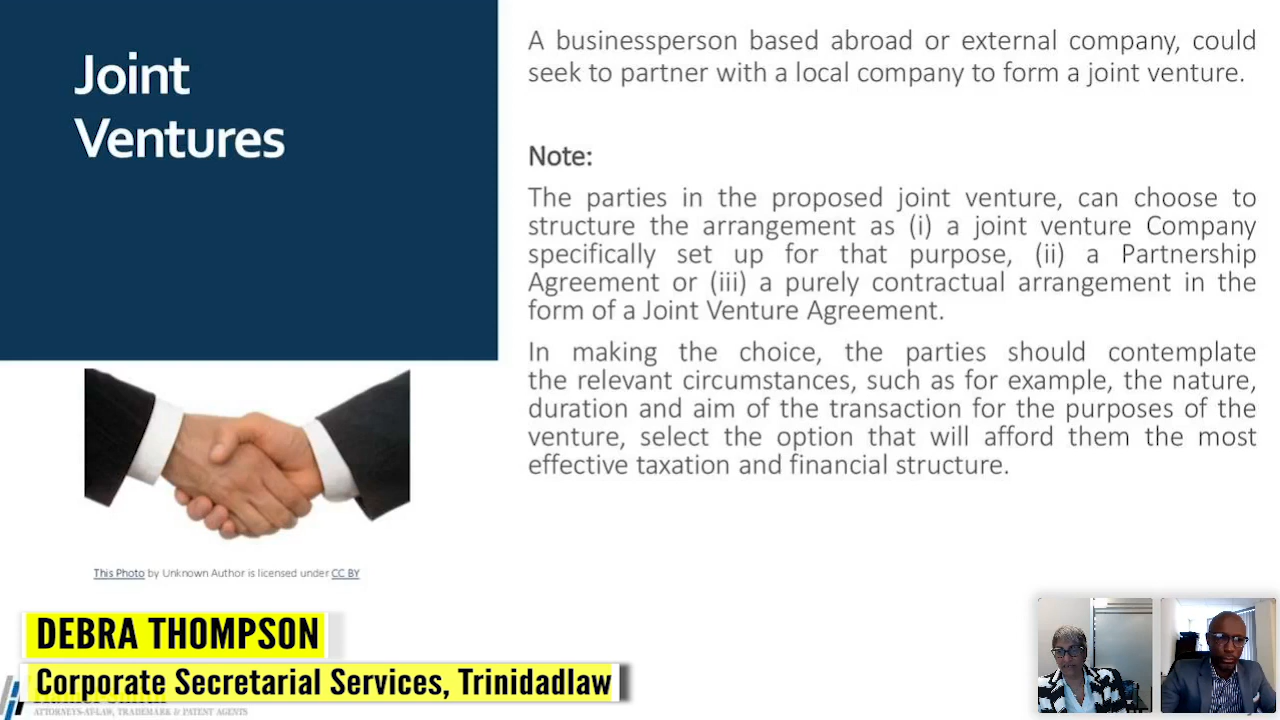 Joint
Ventures
A businessperson based abroad or external company, could
seek to partner with a local company to form a joint venture.
Note:
The parties in the proposed joint venture, can choose to
structure the arrangement as (i) a joint venture Company
specifically set up for that purpose, (ii) a Partnership
Agreement or (iii) a purely contractual arrangement in the
form of a Joint Venture Agreement.
In making the choice, the parties should contemplate
the relevant circumstances, such as for example, the nature,
duration and aim of the transaction for the purposes of the
venture, select the option that will afford them the most
effective taxation and financial structure.
This Photo by Unknown Author is licensed under CC BY
DEBRA THOMPSON
Corporate Secretarial Services, Trinidadlaw
ATTORNEYS-AT-LAW, TRADEMARK & PATENT AGENTS